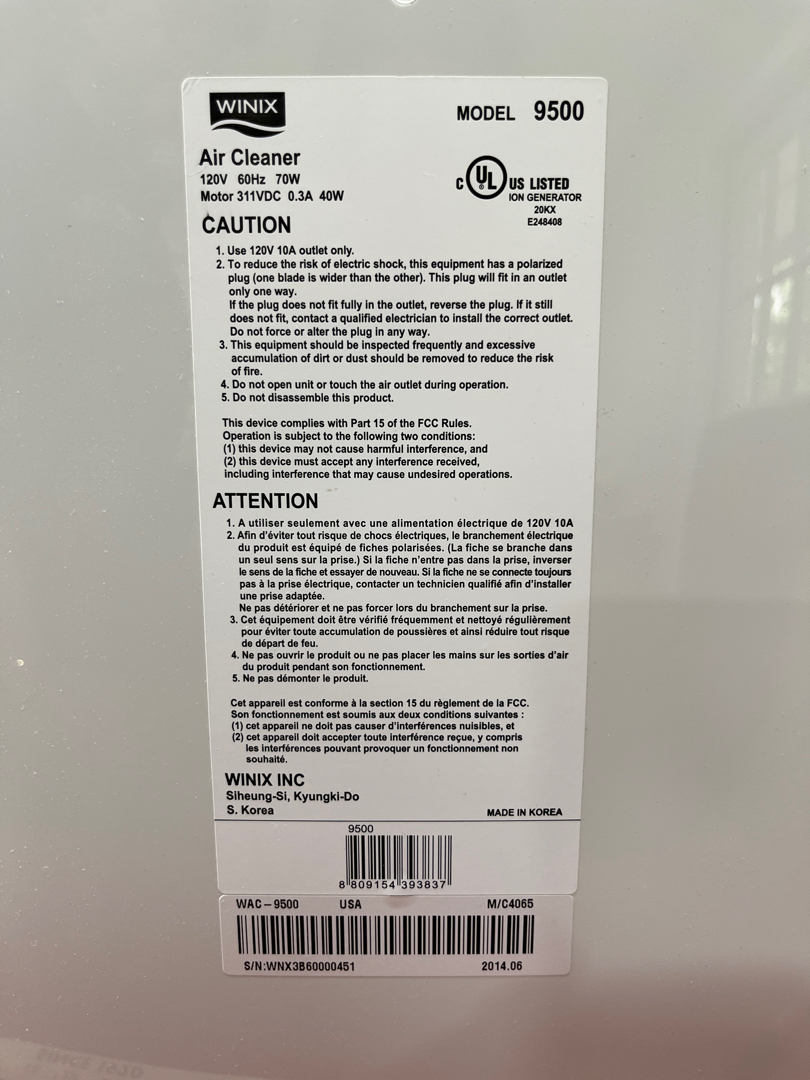 WINIX
MODEL 9500
Air Cleaner
120V 60Hz 70W
Motor 311VDC 0.3A 40W
C UL ® US LISTED
ION GENERATOR
20KX
E248408
CAUTION
1. Use 120V 10A outlet only.
2. To reduce the risk of electric shock, this equipment has a polarized
plug (one blade is wider than the other). This plug will fit in an outlet
only one way.
If the plug does not fit fully in the outlet, reverse the plug. If it still
does not fit, contact a qualified electrician to install the correct outlet.
Do not force or alter the plug in any way.
3. This equipment should be inspected frequently and excessive
accumulation of dirt or dust should be removed to reduce the risk
of fire.
4. Do not open unit or touch the air outlet during operation.
5. Do not disassemble this product.
This device complies with Part 15 of the FCC Rules.
Operation is subject to the following two conditions:
(1) this device may not cause harmful interference, and
(2) this device must accept any interference received,
including interference that may cause undesired operations.
ATTENTION
1. A utiliser seulement avec une alimentation électrique de 120V 10A
2. Afin d'éviter tout risque de chocs électriques, le branchement électrique
du produit est équipé de fiches polarisées. (La fiche se branche dans
un seul sens sur la prise.) Si la fiche n'entre pas dans la prise, inverser
le sens de la fiche et essayer de nouveau. Si la fiche ne se connecte toujours
pas à la prise électrique, contacter un technicien qualifié afin d'installer
une prise adaptée.
Ne pas détériorer et ne pas forcer lors du branchement sur la prise.
3. Cet équipement doit être vérifié fréquemment et nettoyé régulièrement
pour éviter toute accumulation de poussières et ainsi réduire tout risque
de départ de feu.
4. Ne pas ouvrir le produit ou ne pas placer les mains sur les sorties d'air
du produit pendant son fonctionnement.
5. Ne pas démonter le produit.
Cet appareil est conforme à la section 15 du règlement de la FCC.
Son fonctionnement est soumis aux deux conditions suivantes :
(1) cet appareil ne doit pas causer d'interférences nuisibles, et
(2) cet appareil doit accepter toute interférence reçue, y compris
les interférences pouvant provoquer un fonctionnement non
souhaité.
WINIX INC
Siheung-Si, Kyungki-Do
S. Korea
MADE IN KOREA
9500
8 809154 393837
WAC-9500 USA M/C4065
S/N:WNX3B60000451 2014.06